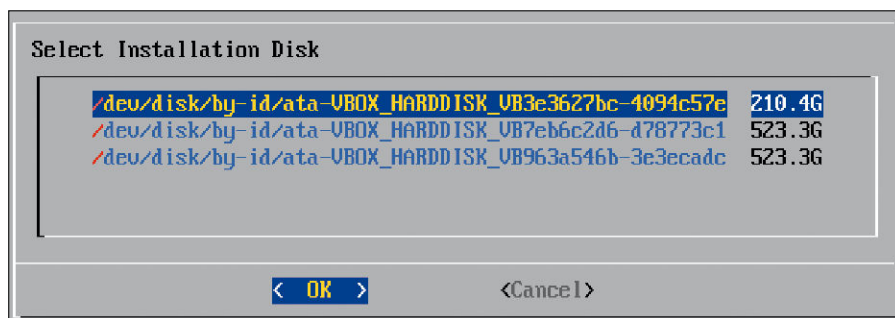 Select Installation Disk
/dev/disk/by-id/ata-VBOX_HARDDISK_VB3e3627bc-4094c57e 210.4G
/dev/disk/by-id/ata-VBOX_HARDDISK_VB7eb6c2d6-d78773c1 523.3G
/dev/disk/by-id/ata-VBOX_HARDDISK_VB963a546b-3e3ecadc 523.3G
< OK > <Cancel>